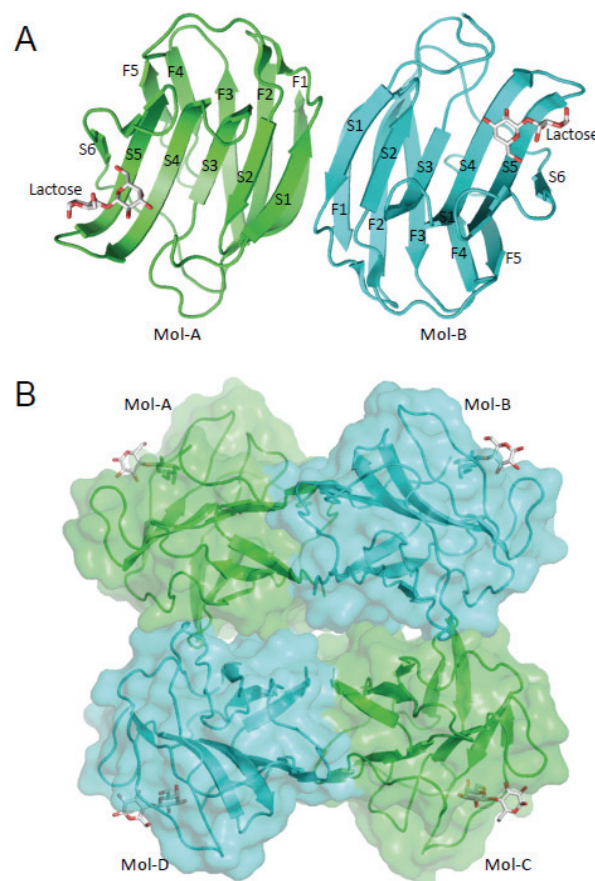 A
F5 F4 F3 F2 F1
S6 S5 S4 S3 S2 S1
Lactose
Mol-A
S1 S2 S3 S4 S5 S6
Lactose
F1 F2 F3 S1 F4 F5
Mol-B
B
Mol-A
Mol-B
Mol-D
Mol-C